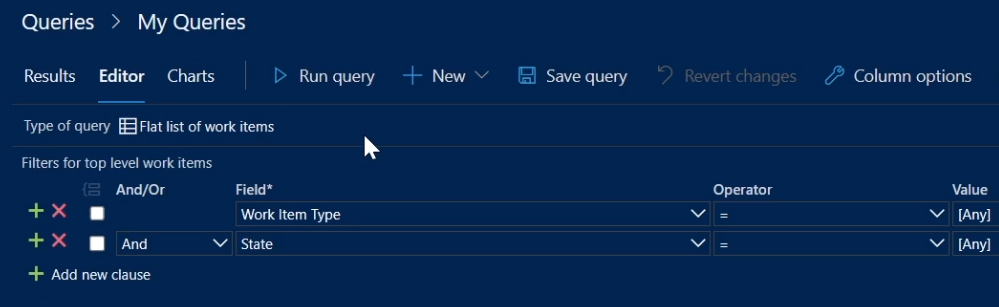 Queries > My Queries
Results Editor Charts Run query New Save query Revert changes Column options
Type of query Flat list of work items
Filters for top level work items
And/Or Field* Operator Value
Work Item Type = [Any]
And State = [Any]
Add new clause